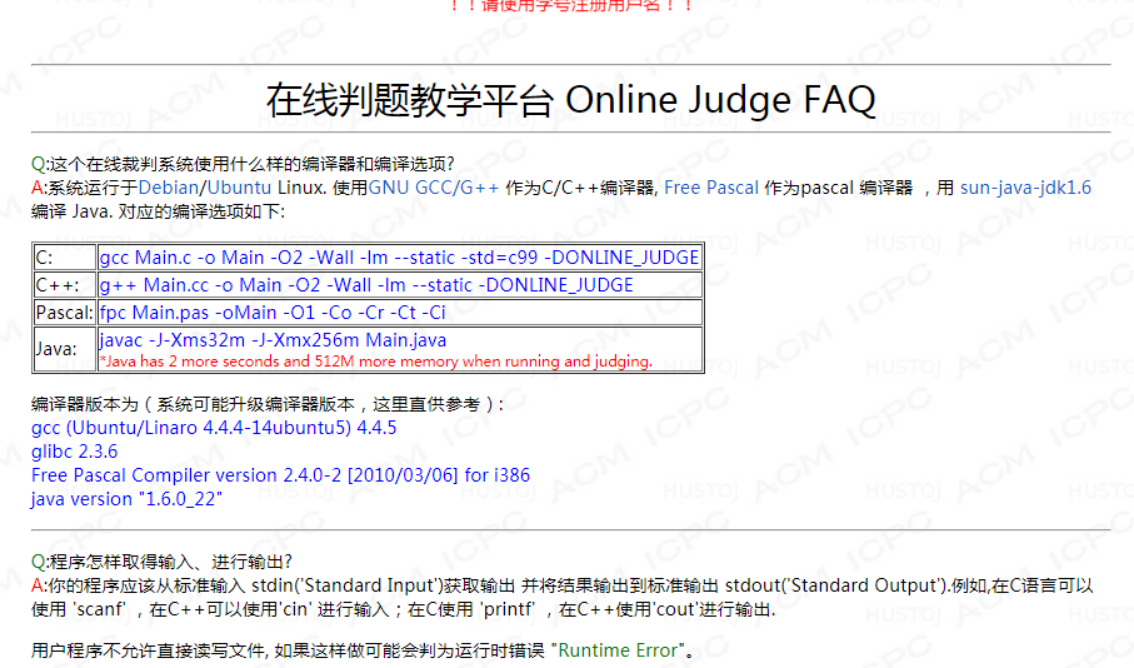 ！！请使用学号注册用户名！！
在线判题教学平台 Online Judge FAQ
Q:这个在线裁判系统使用什么样的编译器和编译选项?
A:系统运行于Debian/Ubuntu Linux. 使用GNU GCC/G++ 作为C/C++编译器, Free Pascal 作为pascal 编译器 ，用 sun-java-jdk1.6
编译 Java. 对应的编译选项如下:
C: gcc Main.c -o Main -O2 -Wall -lm --static -std=c99 -DONLINE_JUDGE
C++: g++ Main.cc -o Main -O2 -Wall -lm --static -DONLINE_JUDGE
Pascal: fpc Main.pas -oMain -O1 -Co -Cr -Ct -Ci
Java: javac -J-Xms32m -J-Xmx256m Main.java
*Java has 2 more seconds and 512M more memory when running and judging.
编译器版本为（系统可能升级编译器版本，这里直供参考）:
gcc (Ubuntu/Linaro 4.4.4-14ubuntu5) 4.4.5
glibc 2.3.6
Free Pascal Compiler version 2.4.0-2 [2010/03/06] for i386
java version "1.6.0_22"
Q:程序怎样取得输入、进行输出?
A:你的程序应该从标准输入 stdin('Standard Input')获取输出 并将结果输出到标准输出 stdout('Standard Output').例如,在C语言可以
使用 'scanf' ，在C++可以使用'cin' 进行输入；在C使用 'printf' ，在C++使用'cout'进行输出.
用户程序不允许直接读写文件, 如果这样做可能会判为运行时错误 "Runtime Error"。